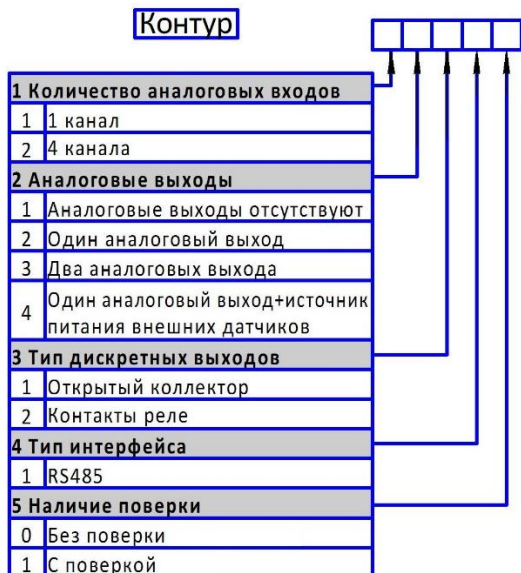 Контур
1 Количество аналоговых входов
1 1 канал
2 4 канала
2 Аналоговые выходы
1 Аналоговые выходы отсутствуют
2 Один аналоговый выход
3 Два аналоговых выхода
4 Один аналоговый выход+источник
питания внешних датчиков
3 Тип дискретных выходов
1 Открытый коллектор
2 Контакты реле
4 Тип интерфейса
1 RS485
5 Наличие поверки
0 Без поверки
1 С поверкой